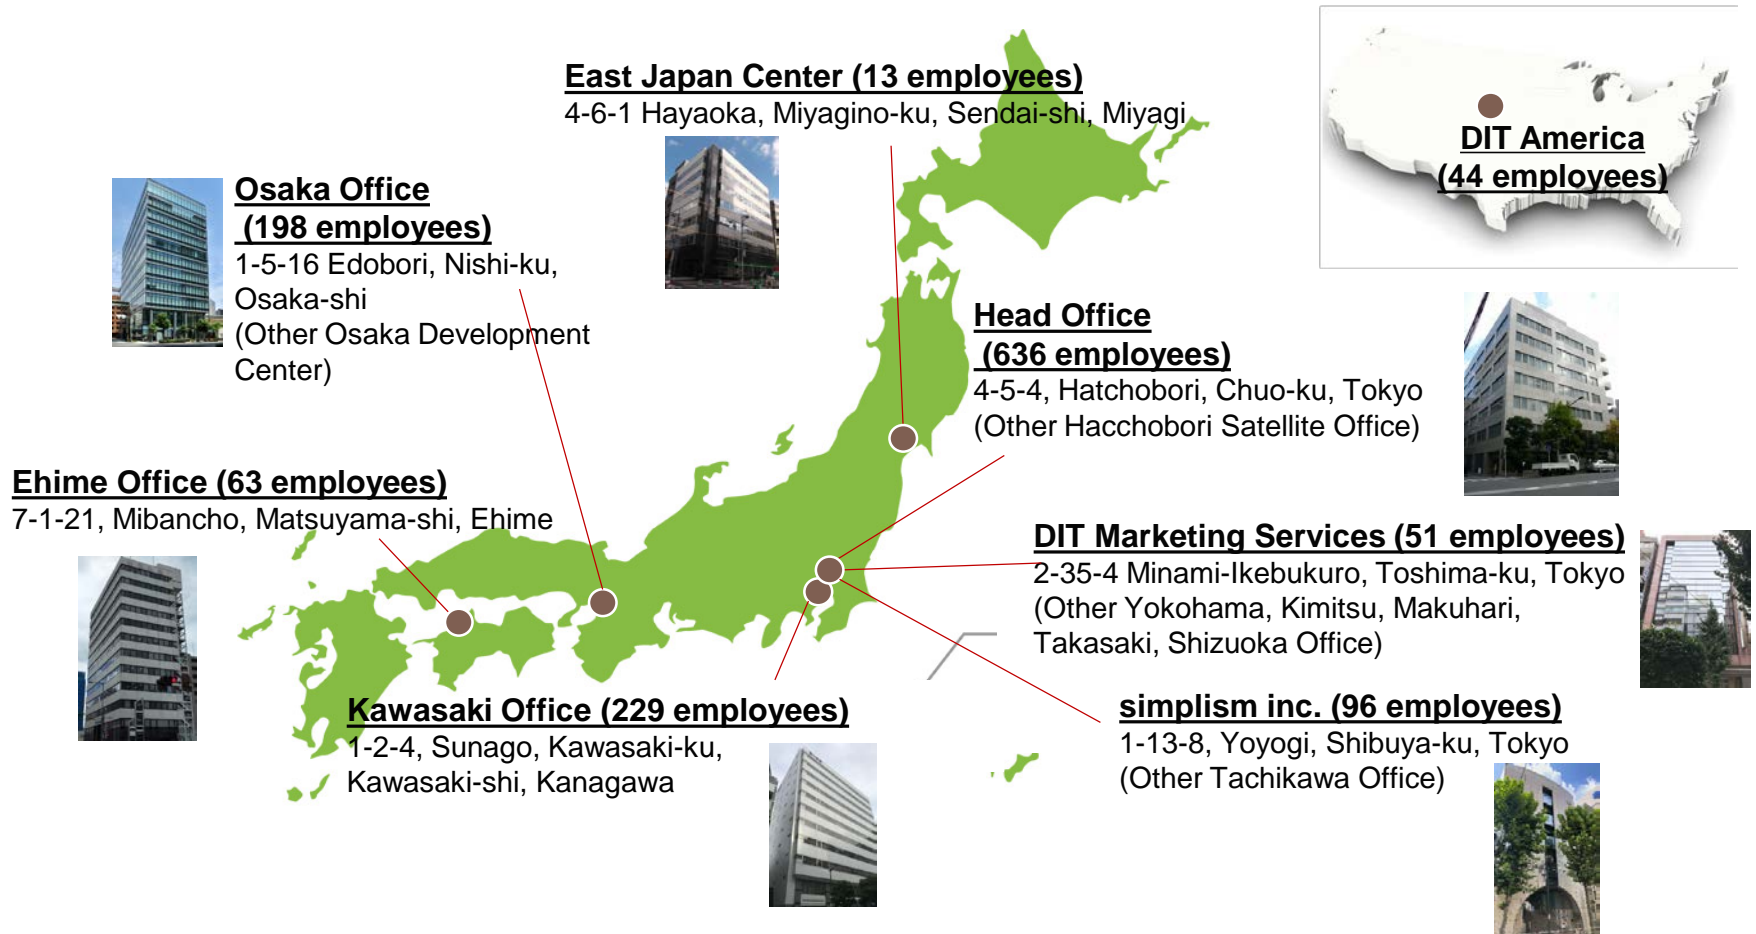 East Japan Center (13 employees)
4-6-1 Hayaoka, Miyagino-ku, Sendai-shi, Miyagi
DIT America
(44 employees)
Osaka Office
(198 employees)
1-5-16 Edobori, Nishi-ku,
Osaka-shi
(Other Osaka Development
Center)
Head Office
(636 employees)
4-5-4, Hatchobori, Chuo-ku, Tokyo
(Other Hacchobori Satellite Office)
Ehime Office (63 employees)
7-1-21, Mibancho, Matsuyama-shi, Ehime
DIT Marketing Services (51 employees)
2-35-4 Minami-Ikebukuro, Toshima-ku, Tokyo
(Other Yokohama, Kimitsu, Makuhari,
Takasaki, Shizuoka Office)
Kawasaki Office (229 employees)
1-2-4, Sunago, Kawasaki-ku,
Kawasaki-shi, Kanagawa
simplism inc. (96 employees)
1-13-8, Yoyogi, Shibuya-ku, Tokyo
(Other Tachikawa Office)